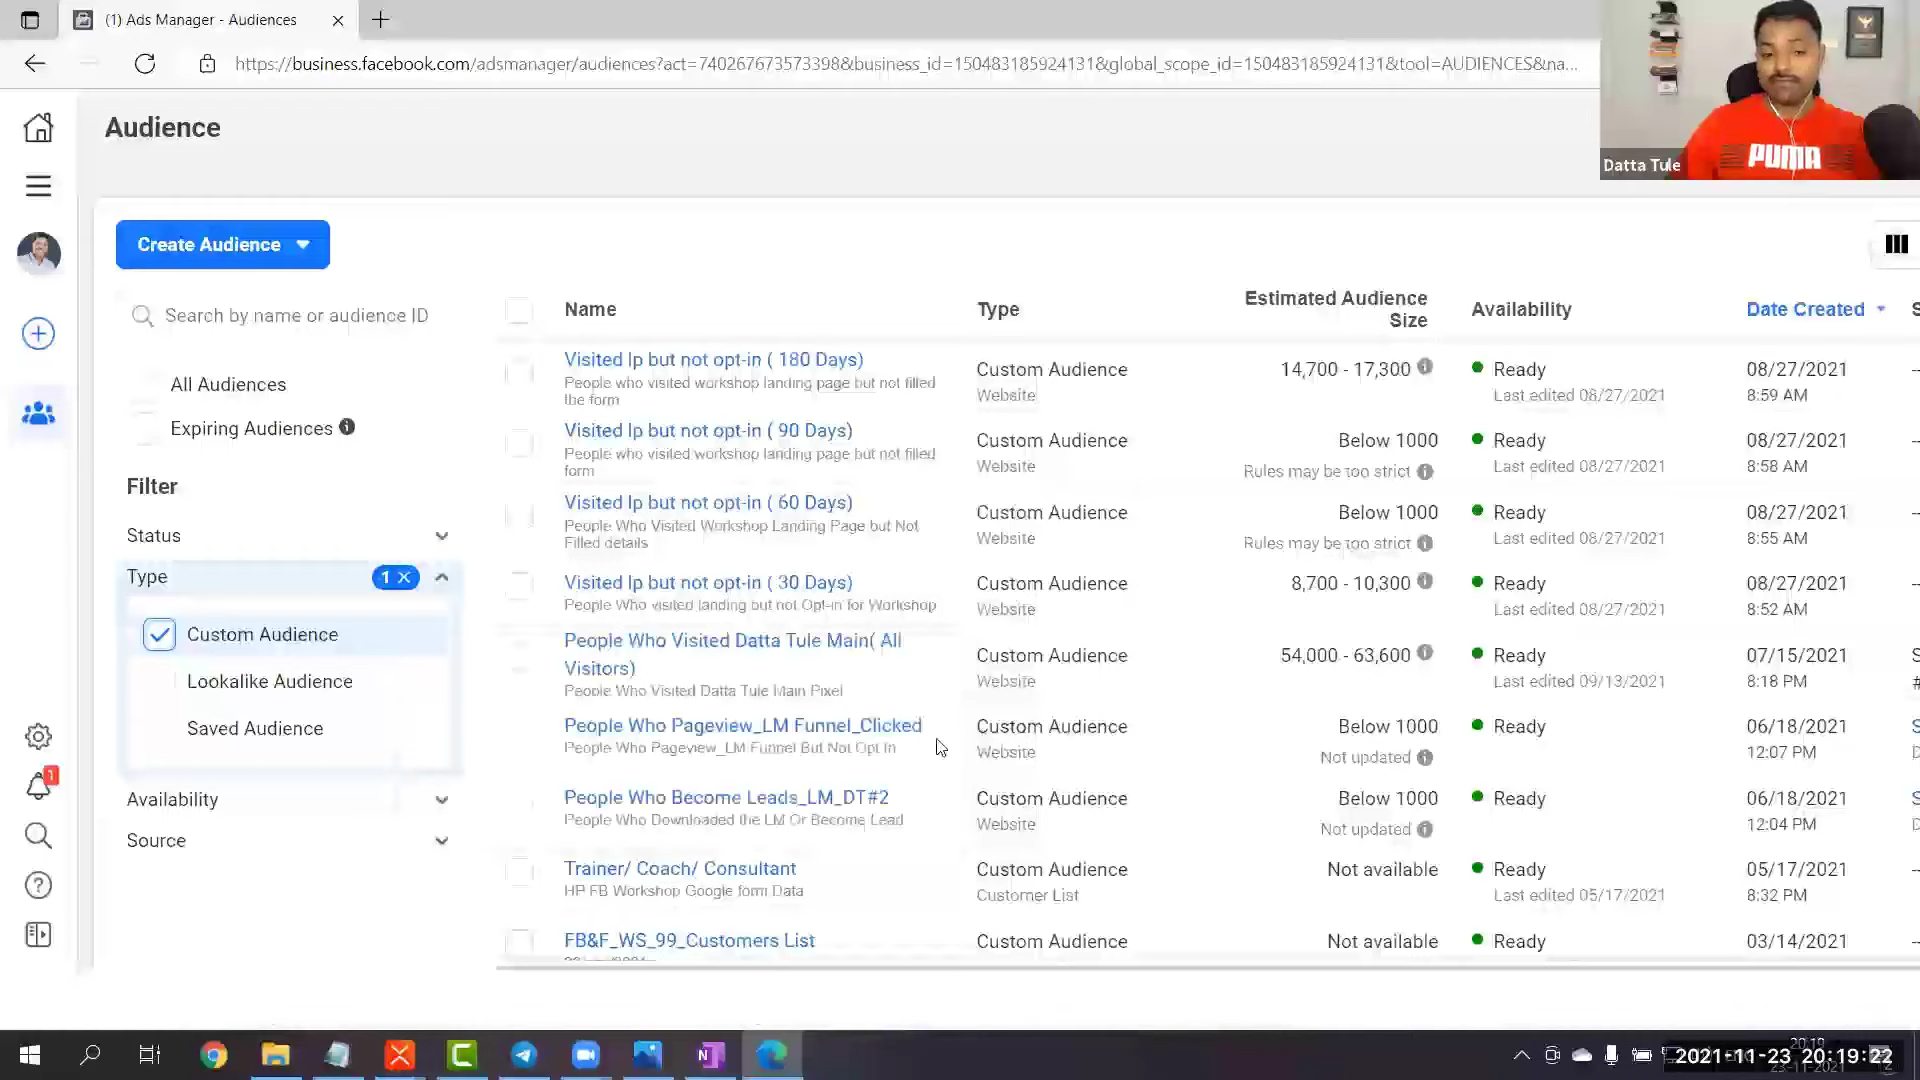 (1) Ads Manager - Audiences
https://business.facebook.com/adsmanager/audiences?act=740267673573398&business_id=150483185924131&global_scope_id=150483185924131&tool=AUDIENCES&na...
PUMA
Datta Tule
Audience
Create Audience
Search by name or audience ID
All Audiences
Expiring Audiences
Filter
Status
Type
1
Custom Audience
Lookalike Audience
Saved Audience
Availability
Source
1
Name
Type
Estimated Audience
Size
Availability
Date Created
Visited lp but not opt-in ( 180 Days)
People who visited workshop landing page but not filled
the form
Custom Audience
Website
14,700 - 17,300
Ready
Last edited 08/27/2021
08/27/2021
8:59 AM
Visited lp but not opt-in ( 90 Days)
People who visited workshop landing page but not filled
form
Custom Audience
Website
Below 1000
Rules may be too strict
Ready
Last edited 08/27/2021
08/27/2021
8:58 AM
Visited lp but not opt-in ( 60 Days)
People Who Visited Workshop Landing Page but Not
Filled details
Custom Audience
Website
Below 1000
Rules may be too strict
Ready
Last edited 08/27/2021
08/27/2021
8:55 AM
Visited lp but not opt-in ( 30 Days)
People Who visited landing but not Opt-in for Workshop
Custom Audience
Website
8,700 - 10,300
Ready
Last edited 08/27/2021
08/27/2021
8:52 AM
People Who Visited Datta Tule Main( All
Visitors)
People Who Visited Datta Tule Main Pixel
Custom Audience
Website
54,000 - 63,600
Ready
Last edited 09/13/2021
07/15/2021
8:18 PM
People Who Pageview_LM Funnel_Clicked
People Who Pageview_LM Funnel But Not Opt In
Custom Audience
Website
Below 1000
Not updated
Ready
06/18/2021
12:07 PM
People Who Become Leads_LM_DT#2
People Who Downloaded the LM Or Become Lead
Custom Audience
Website
Below 1000
Not updated
Ready
06/18/2021
12:04 PM
Trainer/ Coach/ Consultant
HP FB Workshop Google form Data
Custom Audience
Customer List
Not available
Ready
Last edited 05/17/2021
05/17/2021
8:32 PM
FB&F_WS_99_Customers List
Custom Audience
Not available
Ready
03/14/2021
20:19
2021-11-23 20:19:22
23-11-2021